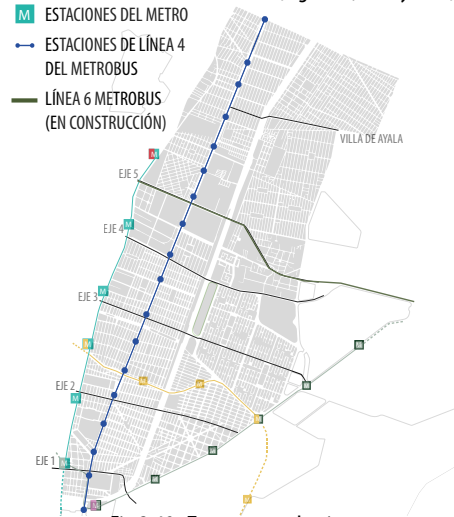 M ESTACIONES DEL METRO
ESTACIONES DE LÍNEA 4
DEL METROBUS
LÍNEA 6 METROBUS
(EN CONSTRUCCIÓN)
VILLA DE AYALA
M
EJE 5
EJE 4
M
EJE 3
M
M
M
M
M
M
M
EJE 2
M
M
M
EJE 1
M
M
M
M